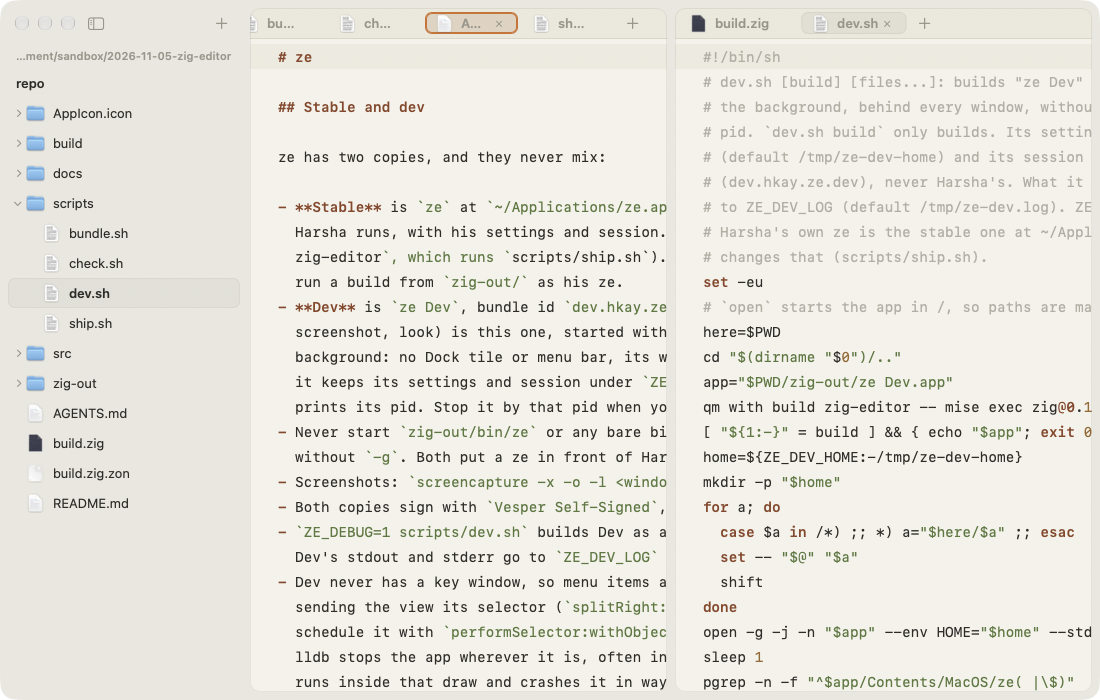 bu...
ch...
A... ×
sh...
+
build.zig
dev.sh ×
+
+
...ment/sandbox/2026-11-05-zig-editor
repo
AppIcon.icon
build
docs
scripts
bundle.sh
check.sh
dev.sh
ship.sh
src
zig-out
AGENTS.md
build.zig
build.zig.zon
README.md
# ze
## Stable and dev
ze has two copies, and they never mix:
- **Stable** is `ze` at `~/Applications/ze.ap
Harsha runs, with his settings and session.
zig-editor`, which runs `scripts/ship.sh`).
run a build from `zig-out/` as his ze.
- **Dev** is `ze Dev`, bundle id `dev.hkay.ze
screenshot, look) is this one, started with
background: no Dock tile or menu bar, its w
it keeps its settings and session under `ZE
prints its pid. Stop it by that pid when yo
- Never start `zig-out/bin/ze` or any bare bi
without `-g`. Both put a ze in front of Har
- Screenshots: `screencapture -x -o -l <windo
- Both copies sign with `Vesper Self-Signed`,
- `ZE_DEBUG=1 scripts/dev.sh` builds Dev as a
Dev's stdout and stderr go to `ZE_DEV_LOG`
- Dev never has a key window, so menu items a
sending the view its selector (`splitRight:
schedule it with `performSelector:withObjec
lldb stops the app wherever it is, often in
runs inside that draw and crashes it in way
#!/bin/sh
# dev.sh [build] [files...]: builds "ze Dev"
# the background, behind every window, withou
# pid. `dev.sh build` only builds. Its settin
# (default /tmp/ze-dev-home) and its session
# (dev.hkay.ze.dev), never Harsha's. What it
# to ZE_DEV_LOG (default /tmp/ze-dev.log). ZE
# Harsha's own ze is the stable one at ~/Appl
# changes that (scripts/ship.sh).
set -eu
# `open` starts the app in /, so paths are ma
here=$PWD
cd "$(dirname "$0")/.."
app="$PWD/zig-out/ze Dev.app"
qm with build zig-editor -- mise exec zig@0.1
[ "${1:-}" = build ] && { echo "$app"; exit 0
home=${ZE_DEV_HOME:-/tmp/ze-dev-home}
mkdir -p "$home"
for a; do
case $a in /*) ;; *) a="$here/$a" ;; esac
set -- "$@" "$a"
shift
done
open -g -j -n "$app" --env HOME="$home" --std
sleep 1
pgrep -n -f "^$app/Contents/MacOS/ze( |\$)"